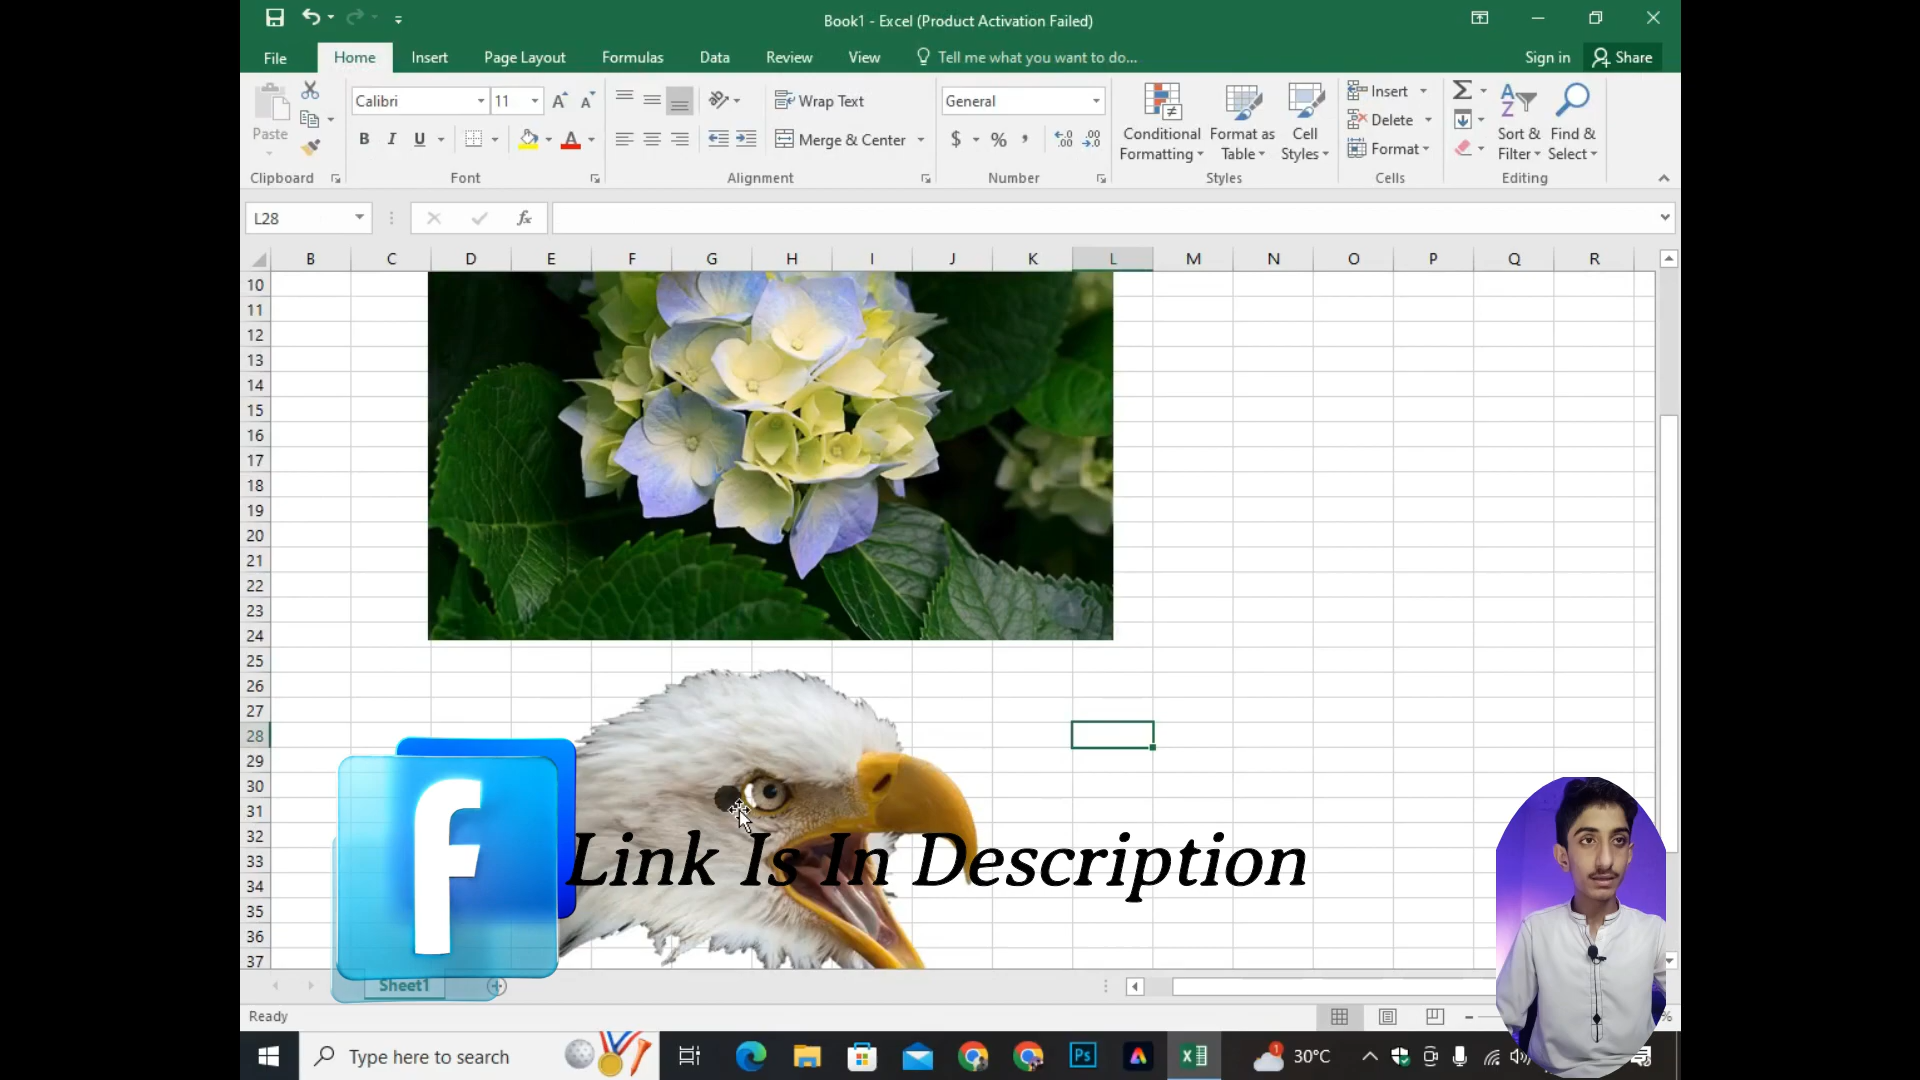 Book1 - Excel (Product Activation Failed)
File Home Insert Page Layout Formulas Data Review View Tell me what you want to do... Sign in Share
Paste
Calibri 11
B I U
Wrap Text
Merge & Center
General
$ % ,
Conditional Formatting
Format as Table
Cell Styles
Insert
Delete
Format
Sort & Filter
Find & Select
Clipboard Font Alignment Number Styles Cells Editing
L28 fx
B C D E F G H I J K L M N O P Q R
10
11
12
13
14
15
16
17
18
19
20
21
22
23
24
25
26
27
28
29
30
31
32
33
34
35
36
37
f
Link Is In Description
Sheet1
Ready
Type here to search
Ps
30°C